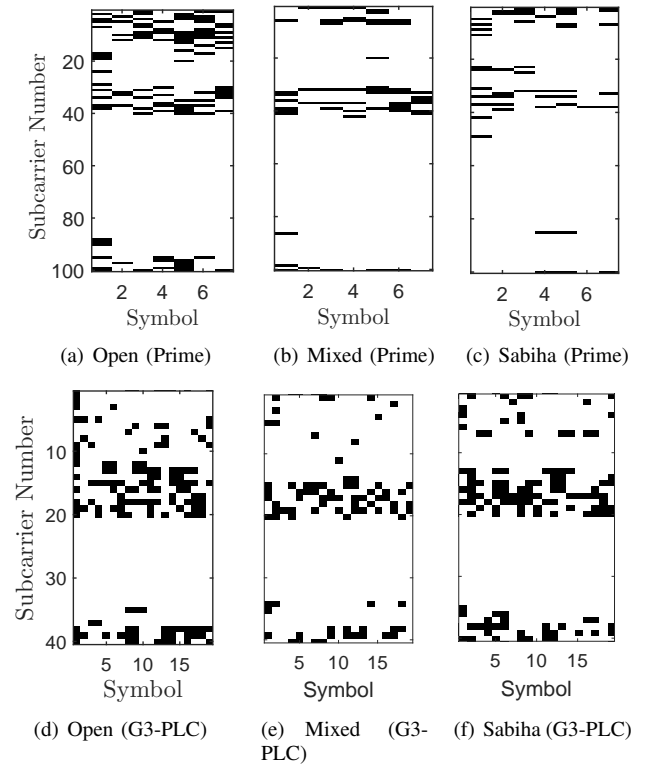 Subcarrier Number
20
40
60
80
100
2 4 6
2 4 6
2 4 6
Symbol
Symbol
Symbol
(a) Open (Prime)
(b) Mixed (Prime)
(c) Sabiha (Prime)
Subcarrier Number
10
20
30
40
5 10 15
5 10 15
5 10 15
Symbol
Symbol
Symbol
(d) Open (G3-PLC)
(e) Mixed (G3-
PLC)
(f) Sabiha (G3-PLC)